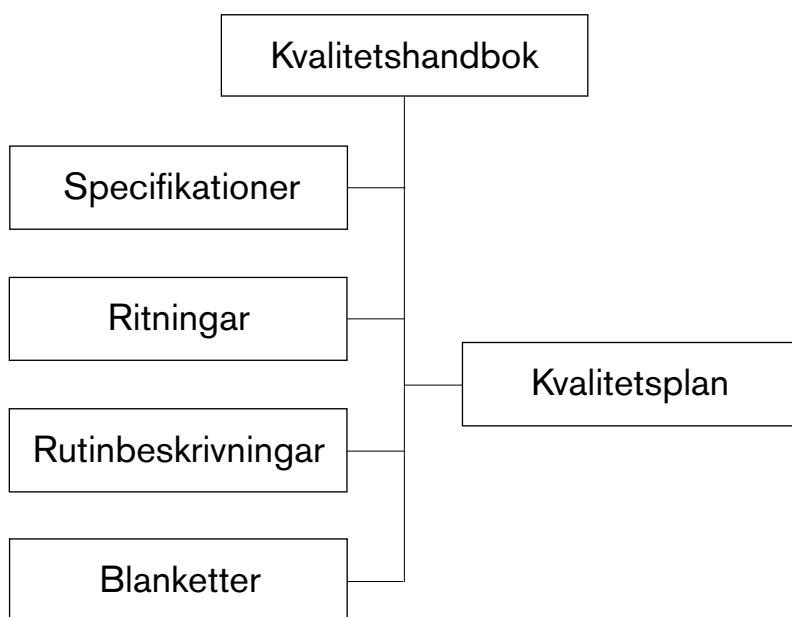 Kvalitetshandbok
Specifikationer
Ritningar
Kvalitetsplan
Rutinbeskrivningar
Blanketter